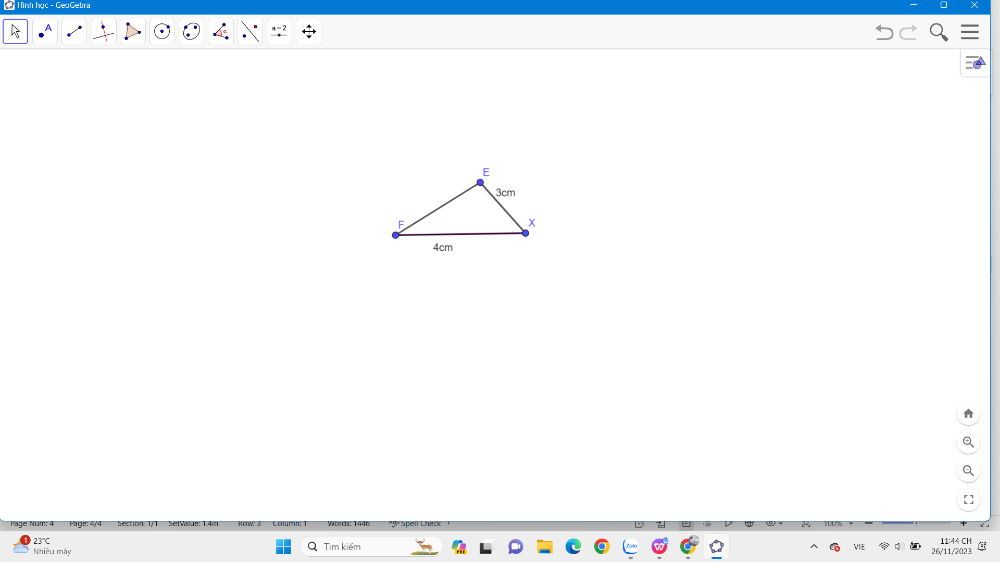 Hình học - GeoGebra
A
α
a = 2
E
3cm
F
X
4cm
Page Num: 4 Page: 4/4 Section: 1/1 SetValue: 1.4in Row: 3 Column: 1 Words: 1446 Spell Check 100%
1
23°C
Nhiều mây
Tìm kiếm
PRE
Zalo
VIE
11:44 CH
26/11/2023